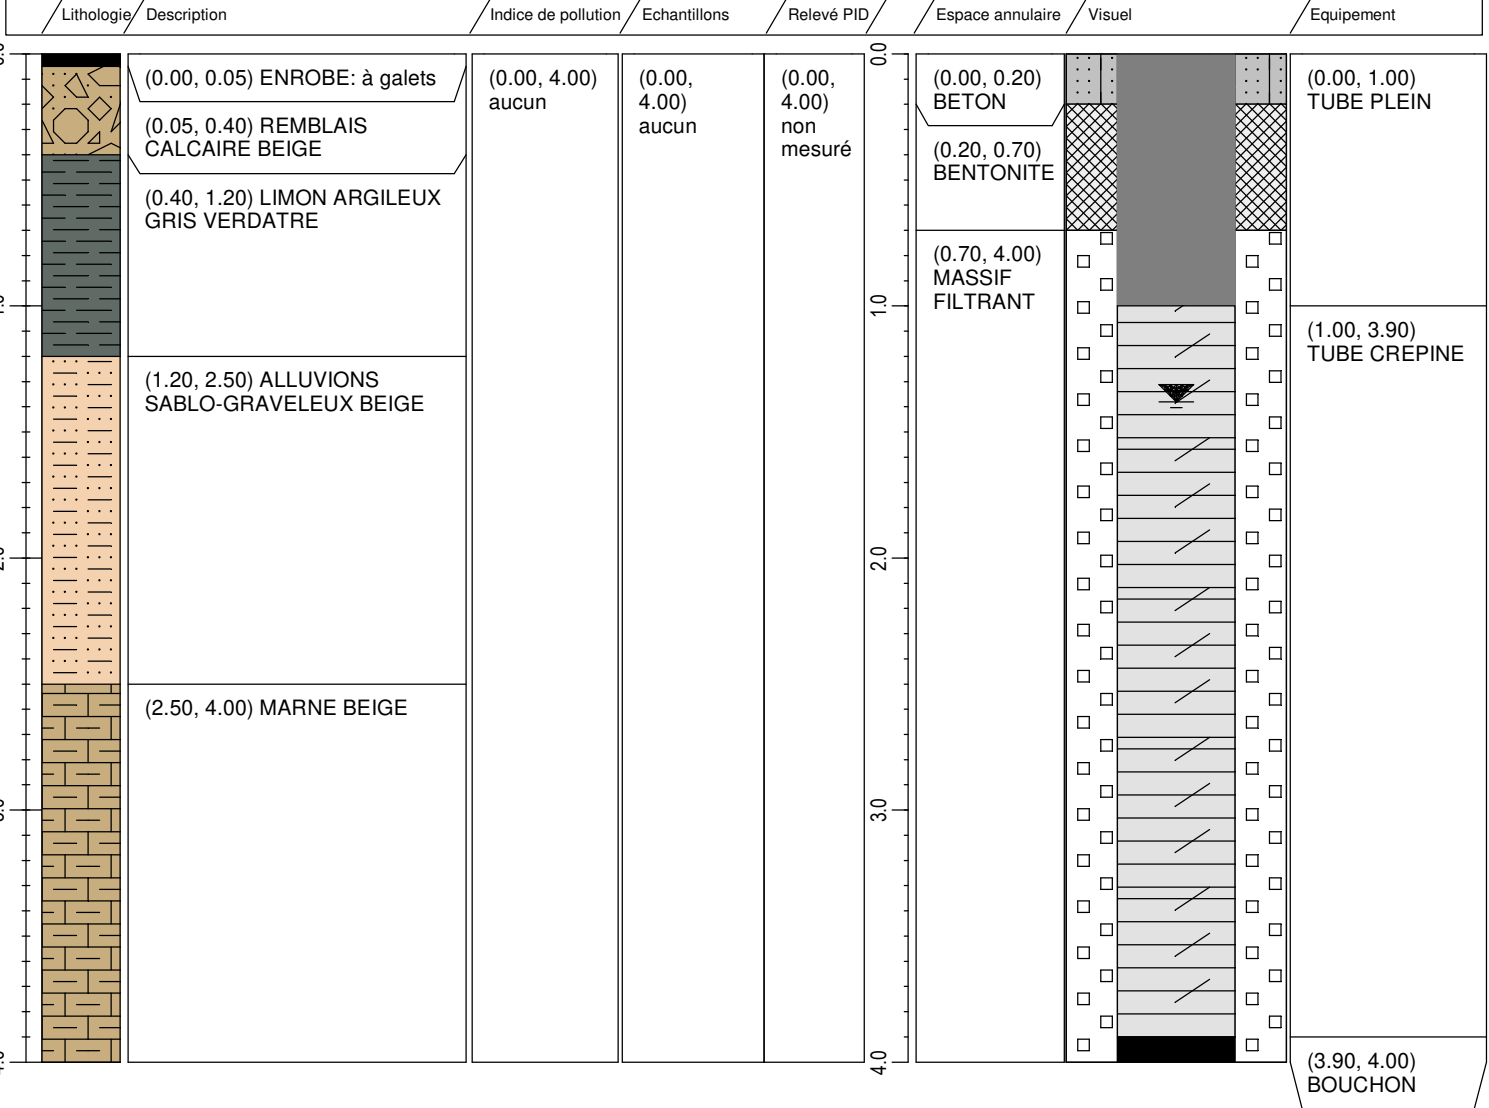 Lithologie Description Indice de pollution Echantillons Relevé PID Espace annulaire Visuel Equipement
(0.00, 0.05) ENROBE: à galets
(0.05, 0.40) REMBLAIS
CALCAIRE BEIGE
(0.40, 1.20) LIMON ARGILEUX
GRIS VERDATRE
(1.20, 2.50) ALLUVIONS
SABLO-GRAVELEUX BEIGE
(2.50, 4.00) MARNE BEIGE
(0.00, 4.00)
aucun
(0.00,
4.00)
aucun
(0.00,
4.00)
non
mesuré
0.0
1.0
2.0
3.0
4.0
(0.00, 0.20)
BETON
(0.20, 0.70)
BENTONITE
(0.70, 4.00)
MASSIF
FILTRANT
(0.00, 1.00)
TUBE PLEIN
(1.00, 3.90)
TUBE CREPINE
(3.90, 4.00)
BOUCHON